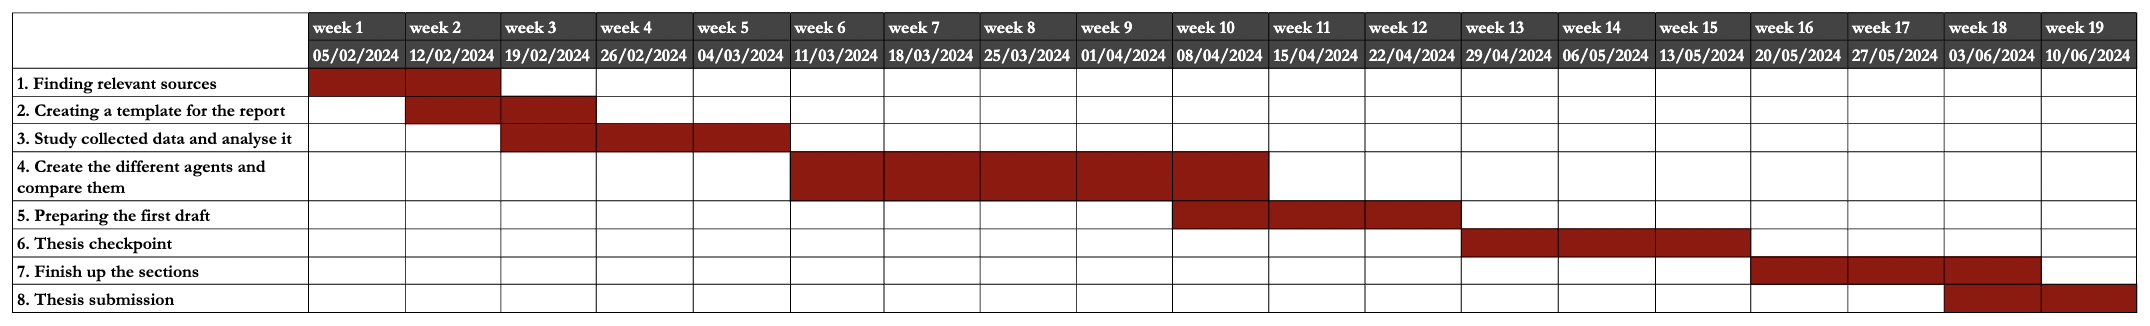 week 1 week 2 week 3 week 4 week 5 week 6 week 7 week 8 week 9 week 10 week 11 week 12 week 13 week 14 week 15 week 16 week 17 week 18 week 19
05/02/2024 12/02/2024 19/02/2024 26/02/2024 04/03/2024 11/03/2024 18/03/2024 25/03/2024 01/04/2024 08/04/2024 15/04/2024 22/04/2024 29/04/2024 06/05/2024 13/05/2024 20/05/2024 27/05/2024 03/06/2024 10/06/2024
1. Finding relevant sources
2. Creating a template for the report
3. Study collected data and analyse it
4. Create the different agents and
compare them
5. Preparing the first draft
6. Thesis checkpoint
7. Finish up the sections
8. Thesis submission